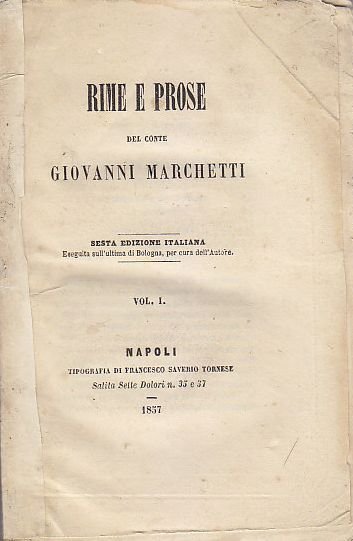 RIME E PROSE
DEL CONTE
GIOVANNI MARCHETTI
SESTA EDIZIONE ITALIANA
Eseguita sull'ultima di Bologna, per cura dell'Autore.
VOL. I.
NAPOLI
TIPOGRAFIA DI FRANCESCO SAVERIO TORNESE
Salita Sette Dolori n. 35 e 37
1857